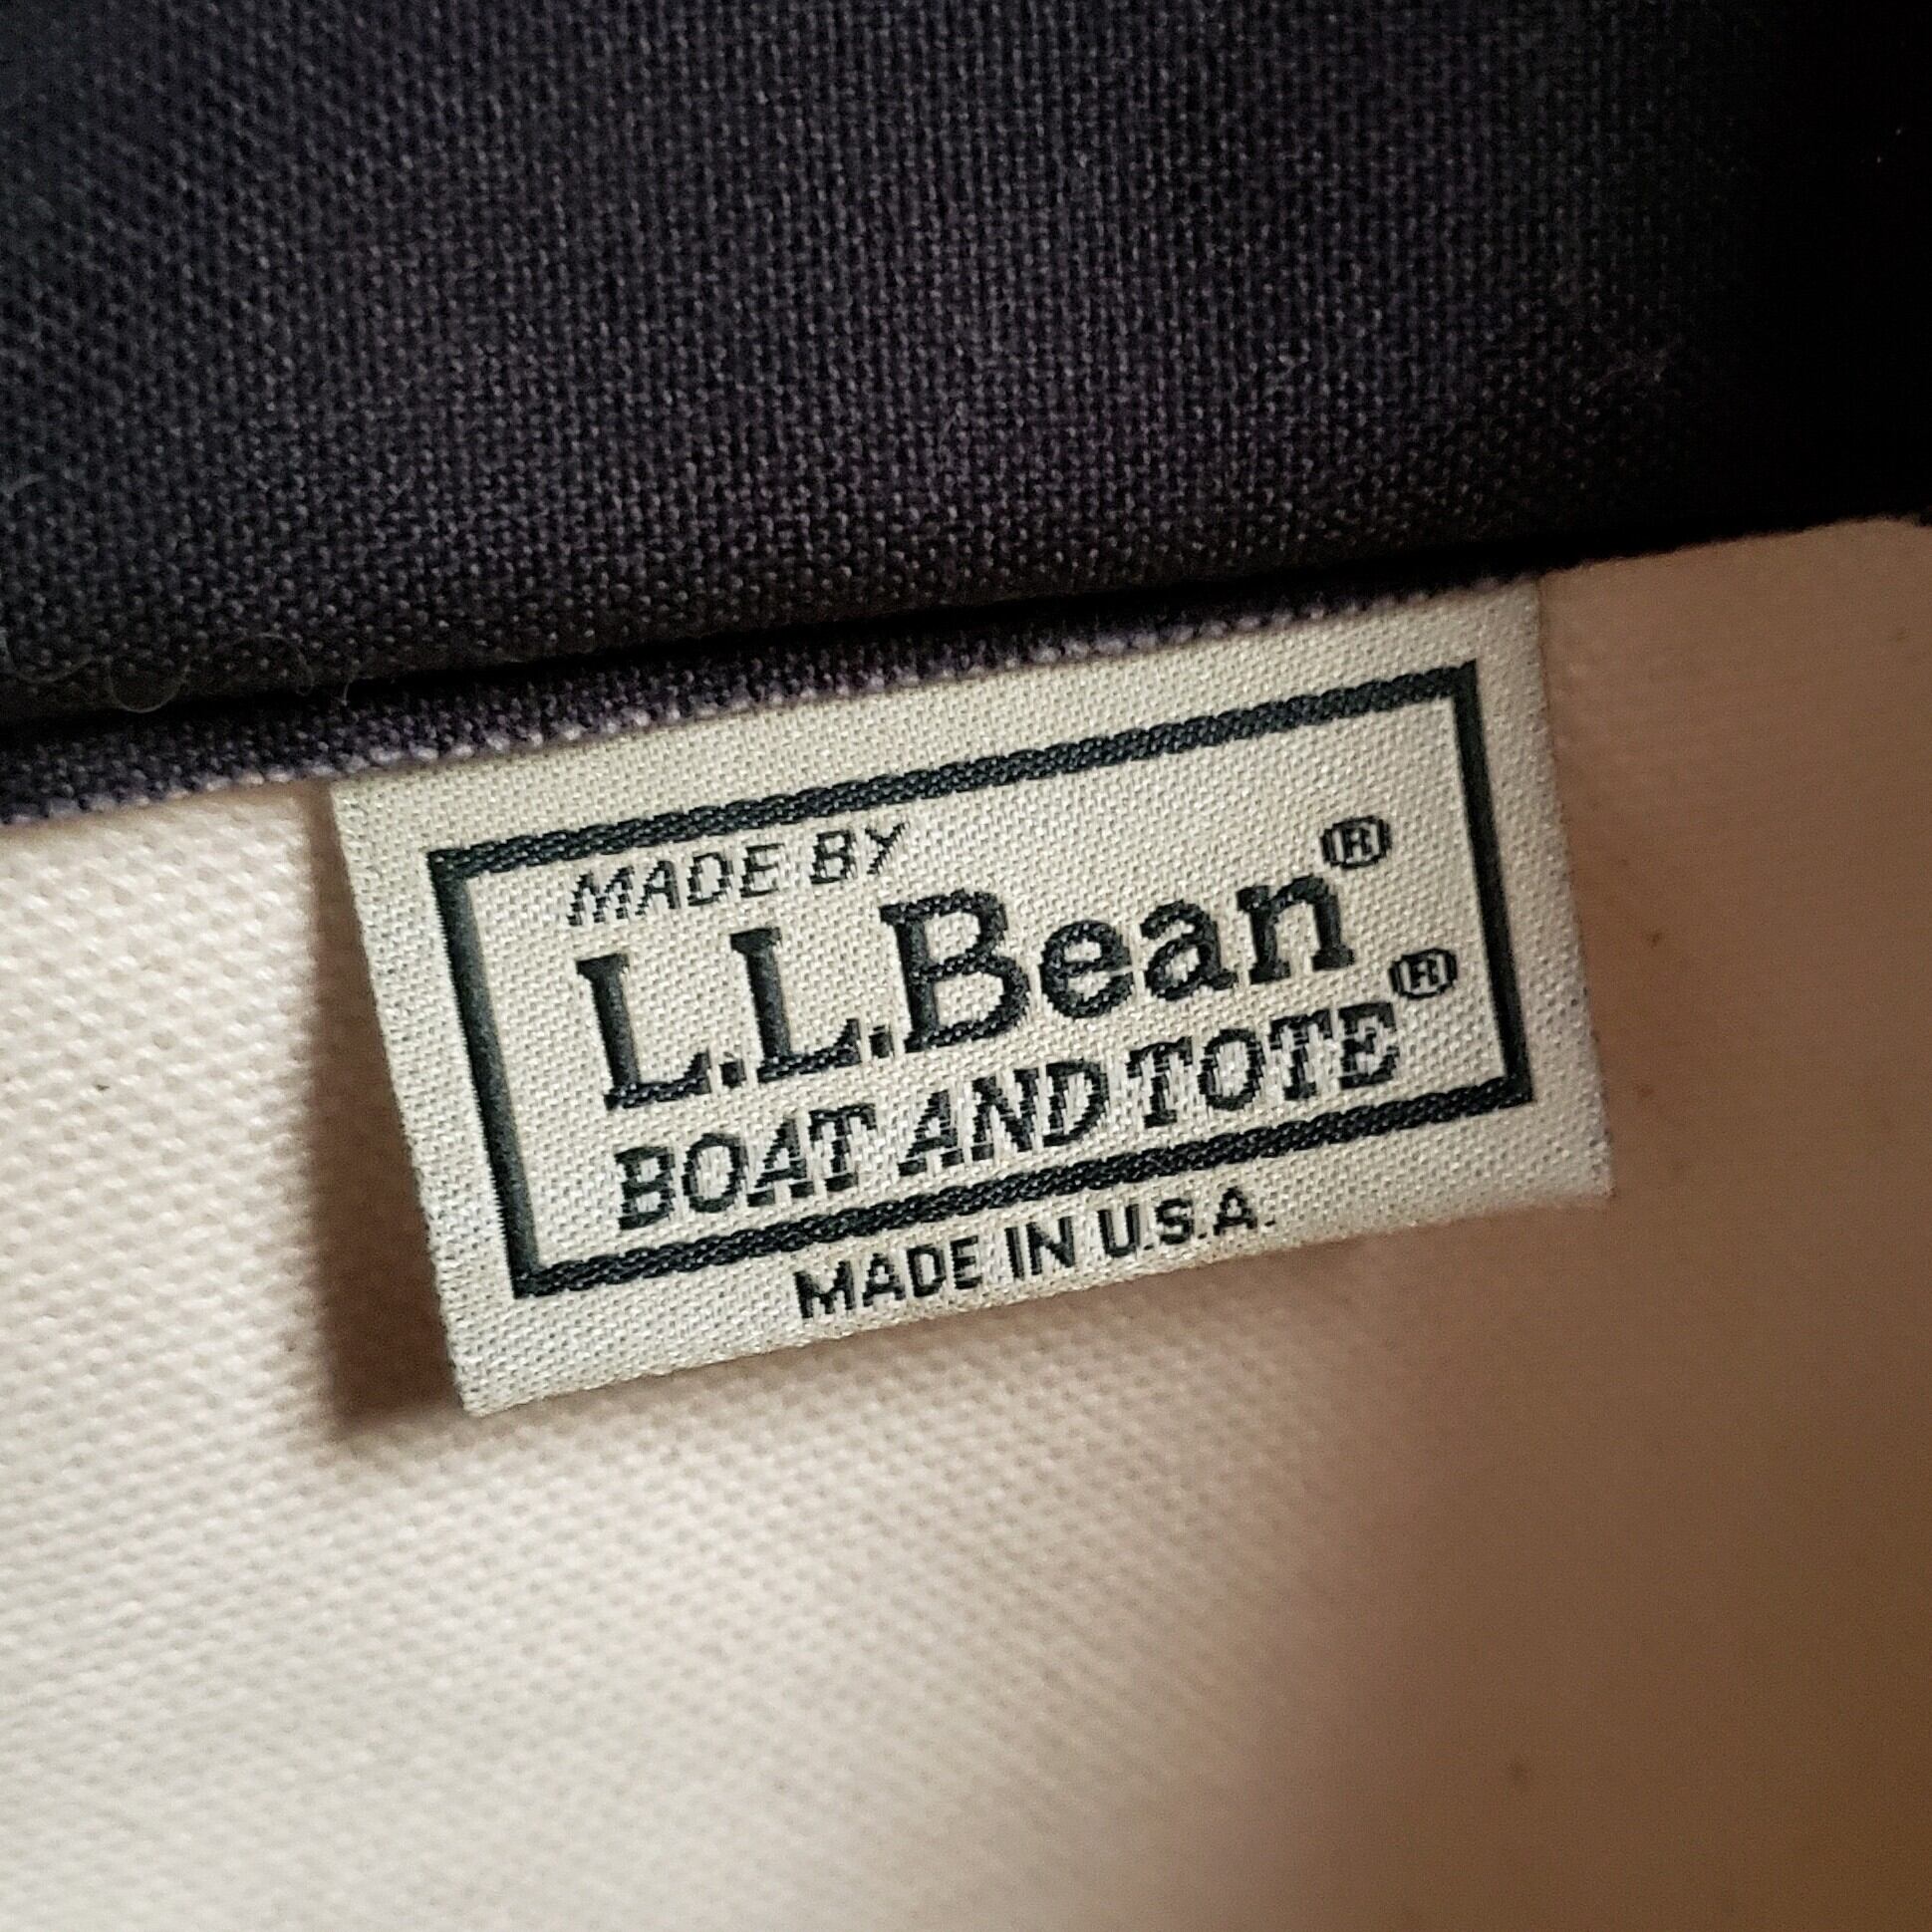 MADE BY
L.L.Bean®
BOAT AND TOTE®
MADE IN U.S.A.